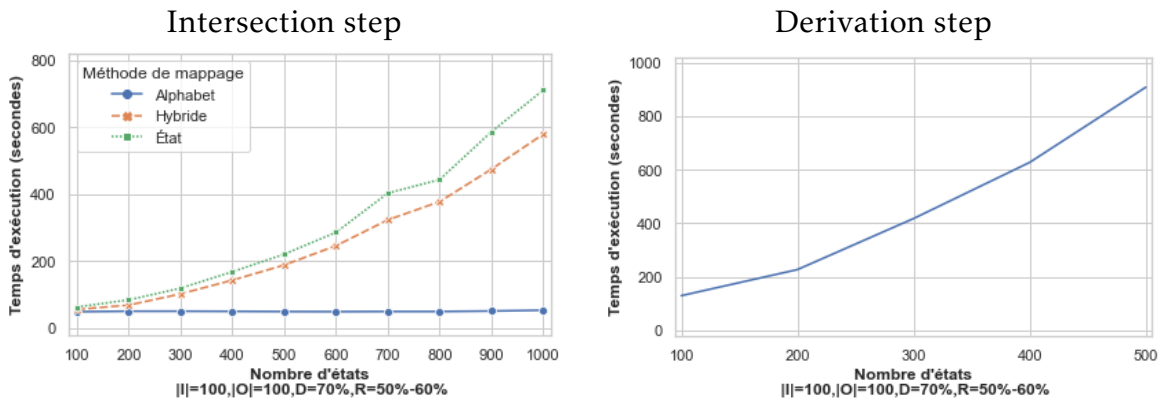 Intersection step
Derivation step
Temps d'exécution (secondes)
800
600
400
200
0
Méthode de mappage
Alphabet
Hybride
État
100 200 300 400 500 600 700 800 900 1000
Nombre d'états
|I|=100,|O|=100,D=70%,R=50%-60%
Temps d'exécution (secondes)
1000
800
600
400
200
0
100 200 300 400 500
Nombre d'états
|I|=100,|O|=100,D=70%,R=50%-60%